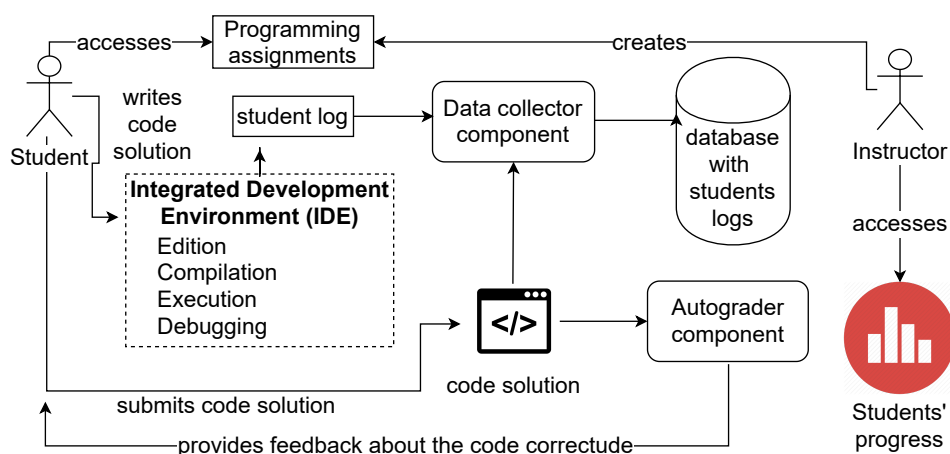 accesses
Programming
assignments
creates
writes
code
solution
student log
Data collector
component
database
with
students
logs
Student
Instructor
Integrated Development
Environment (IDE)
Edition
Compilation
Execution
Debugging
accesses
</>
Autograder
component
code solution
submits code solution
Students'
progress
provides feedback about the code correctude